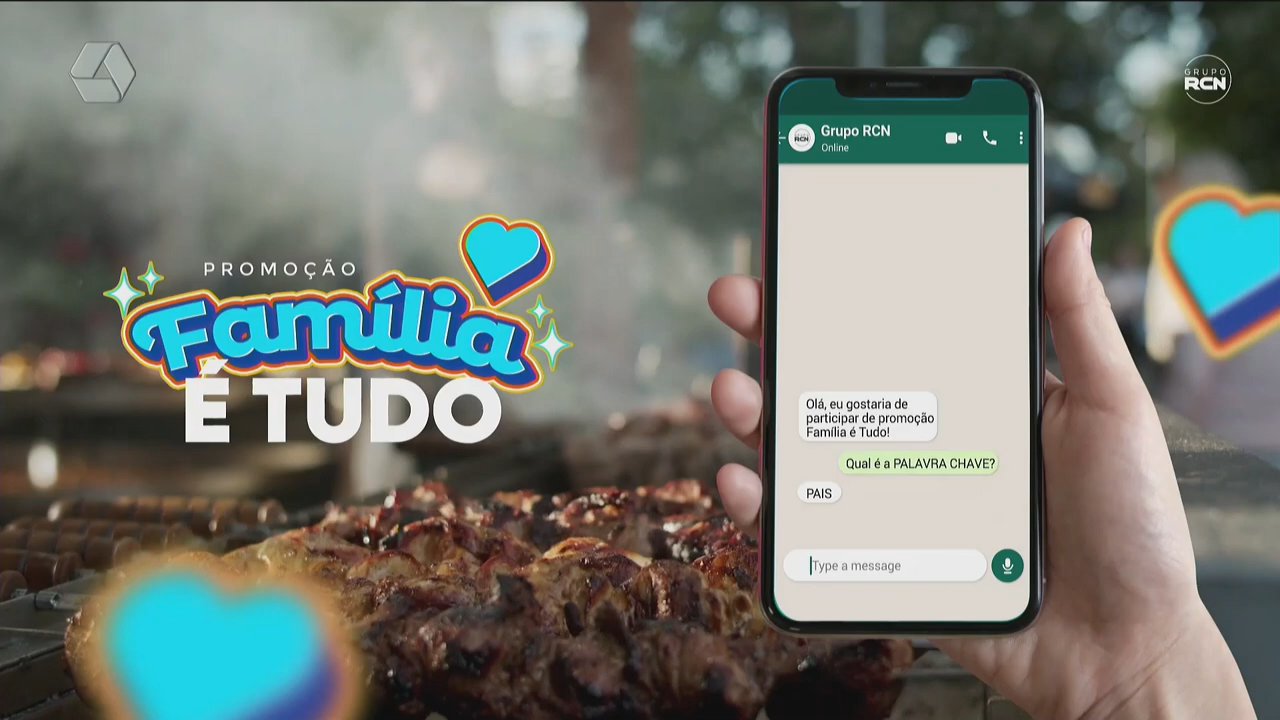 GRUPO
RCN
PROMOÇÃO
Família
É TUDO
RCN
Grupo RCN
Online
Olá, eu gostaria de
participar de promoção
Família é Tudo!
Qual é a PALAVRA CHAVE?
PAIS
Type a message